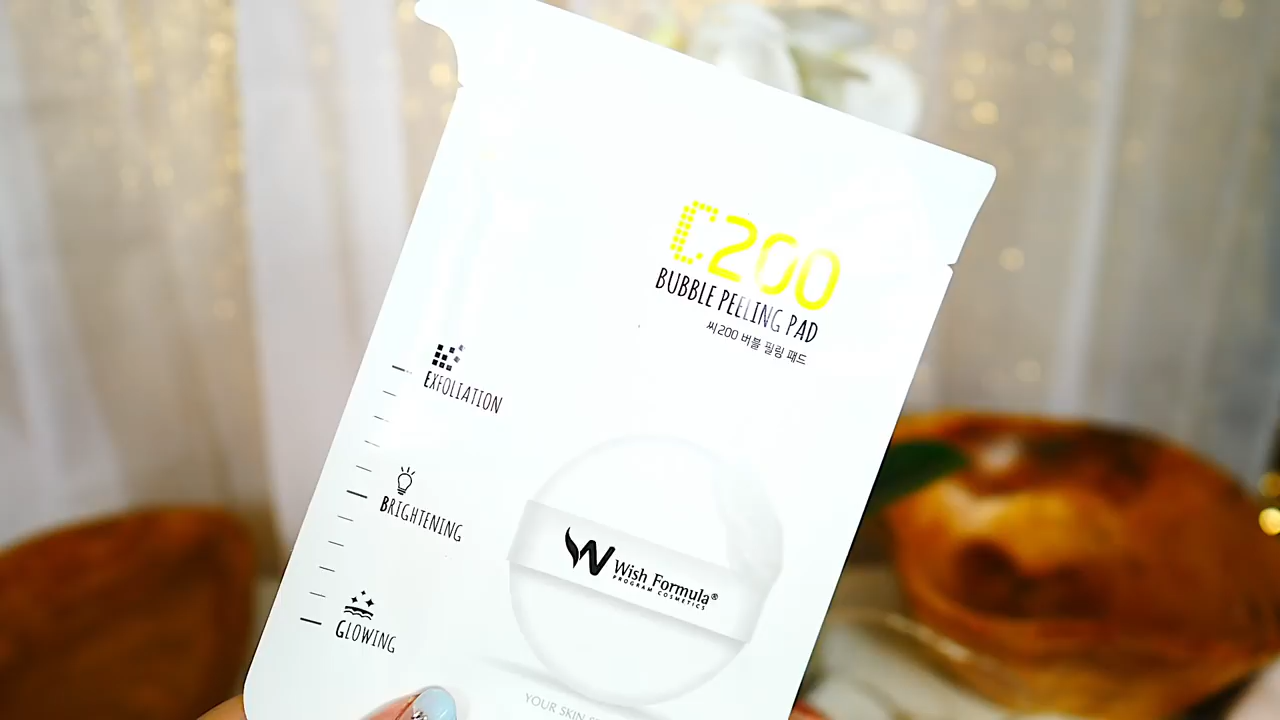 C200
BUBBLE PEELING PAD
씨200 버블 필링 패드
EXFOLIATION
BRIGHTENING
GLOWING
W Wish Formula®
PROGRAM COSMETICS
YOUR SKIN